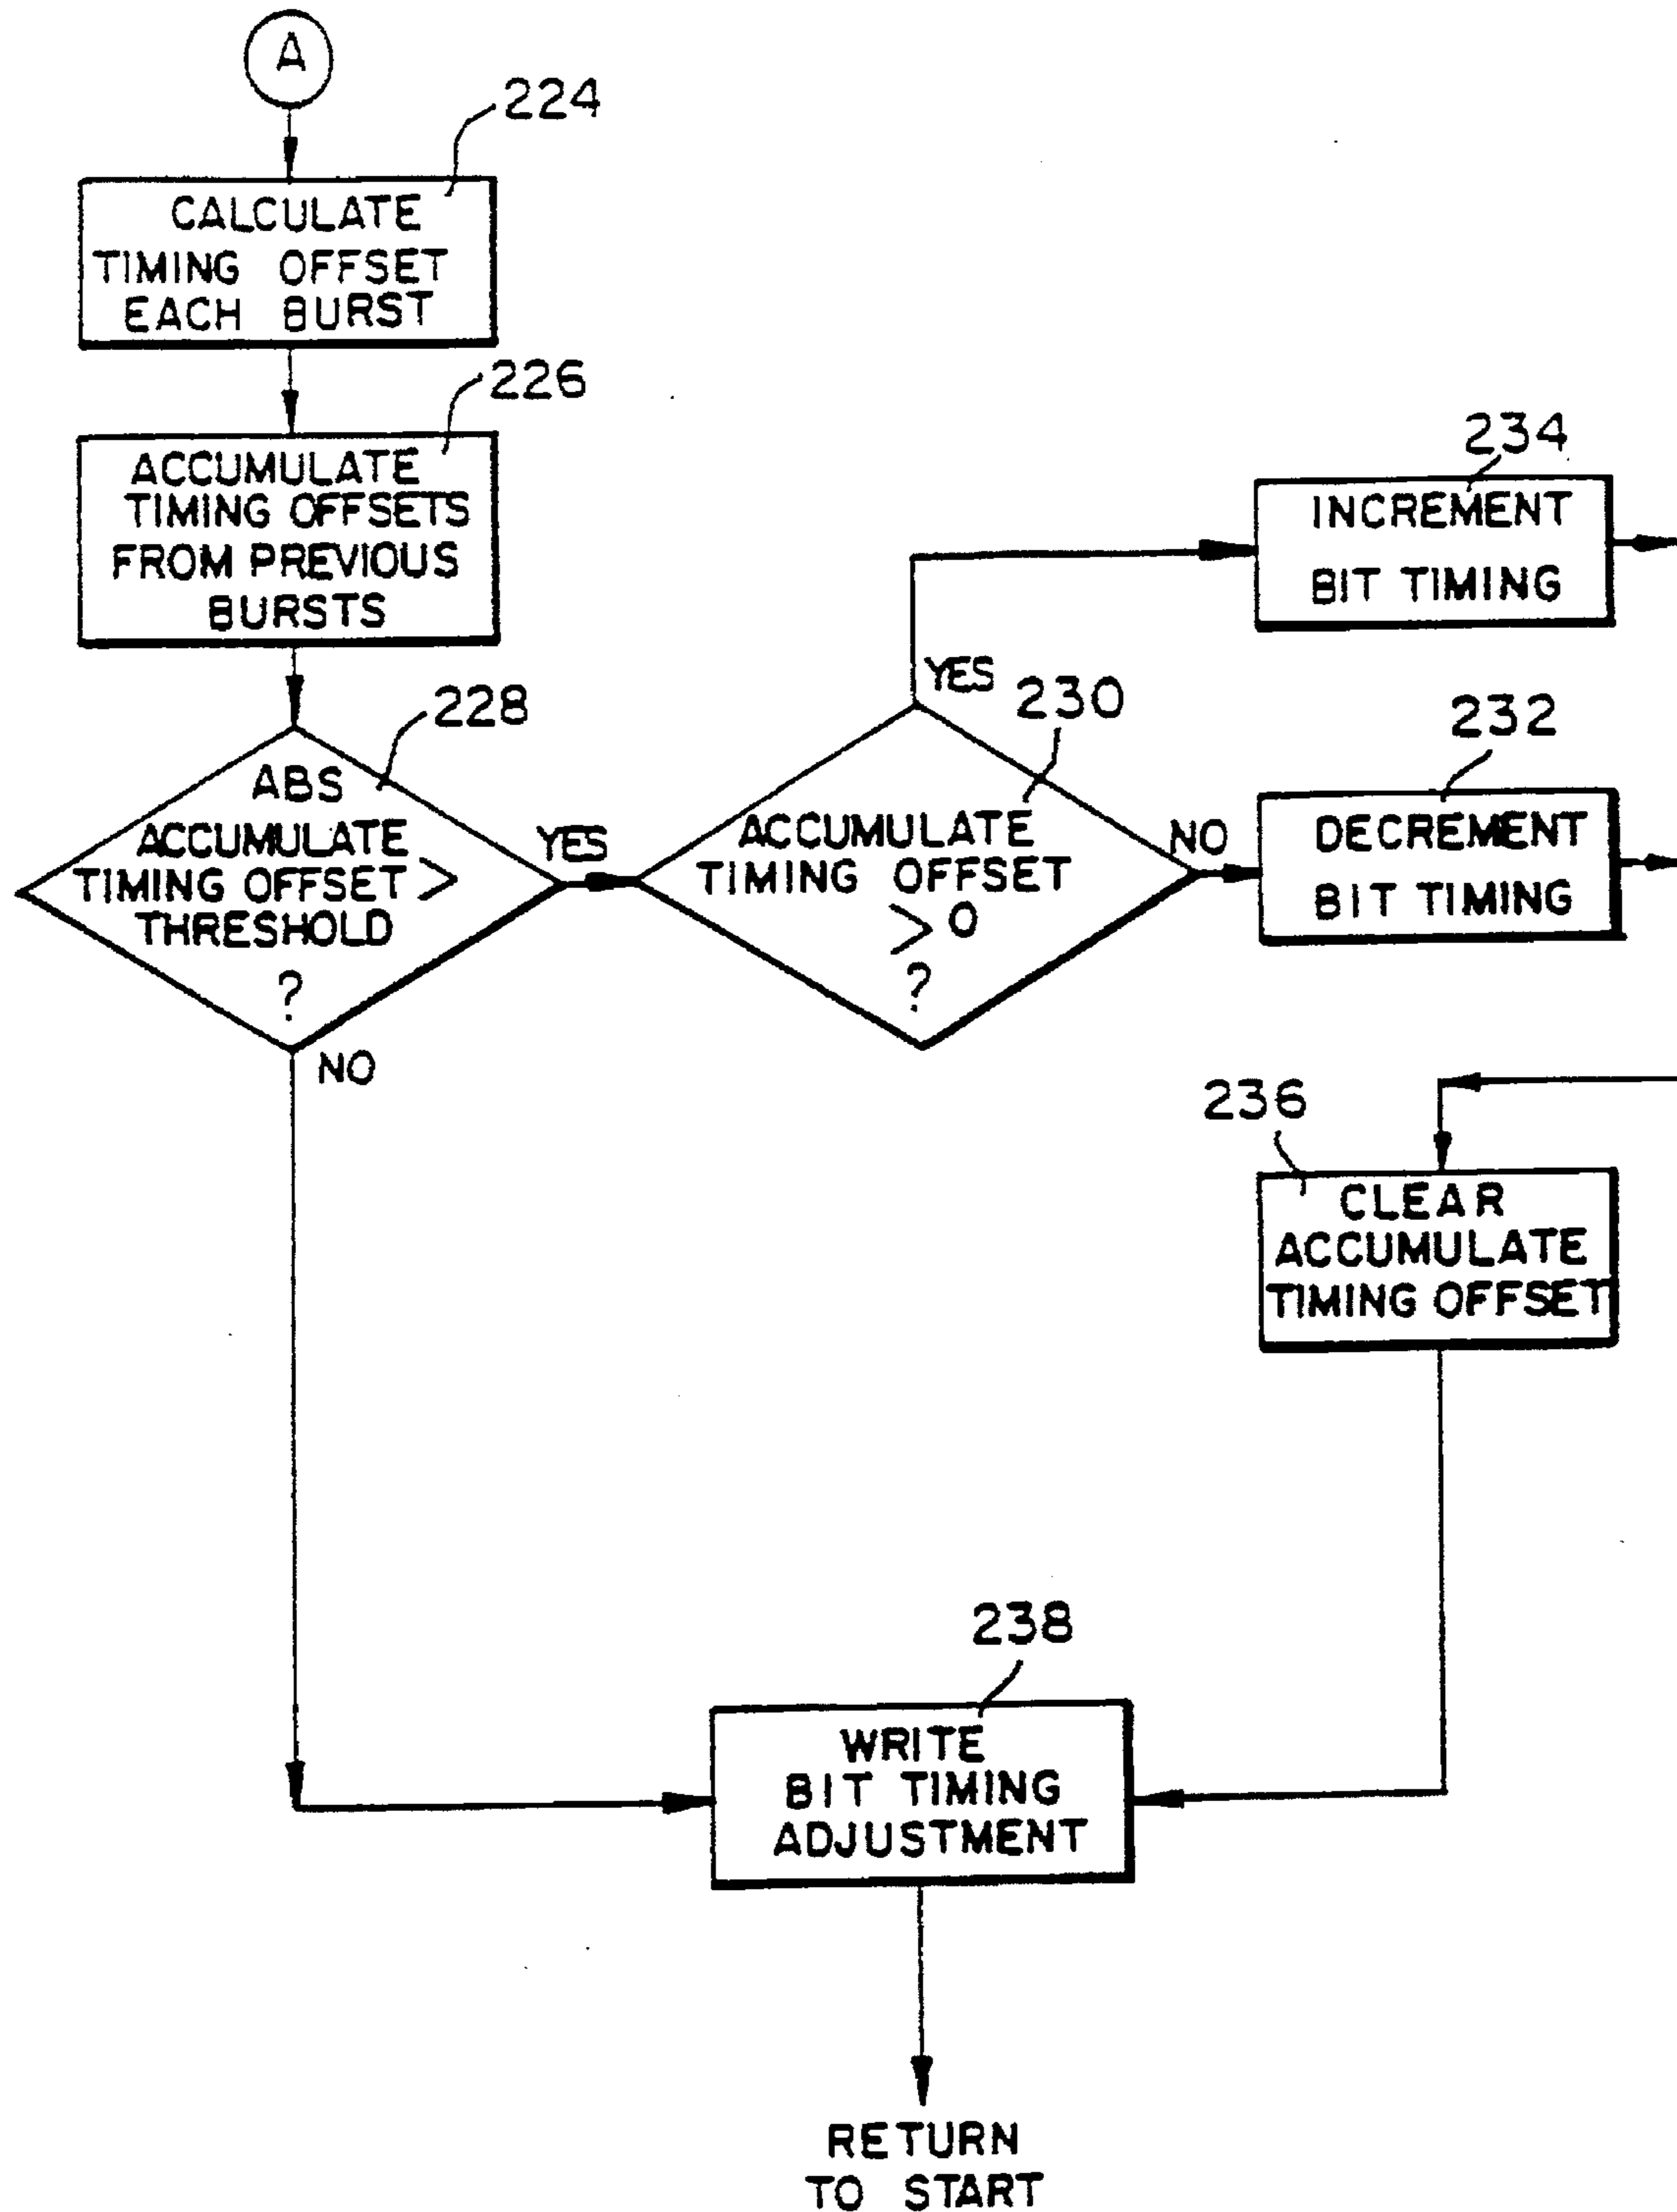 A
224
CALCULATE
TIMING OFFSET
EACH BURST
226
ACCUMULATE
TIMING OFFSETS
FROM PREVIOUS
BURSTS
228
ABS
ACCUMULATE
TIMING OFFSET >
THRESHOLD
?
YES
NO
230
ACCUMULATE
TIMING OFFSET
> 0
?
YES
NO
234
INCREMENT
BIT TIMING
232
DECREMENT
BIT TIMING
236
CLEAR
ACCUMULATE
TIMING OFFSET
238
WRITE
BIT TIMING
ADJUSTMENT
RETURN
TO START